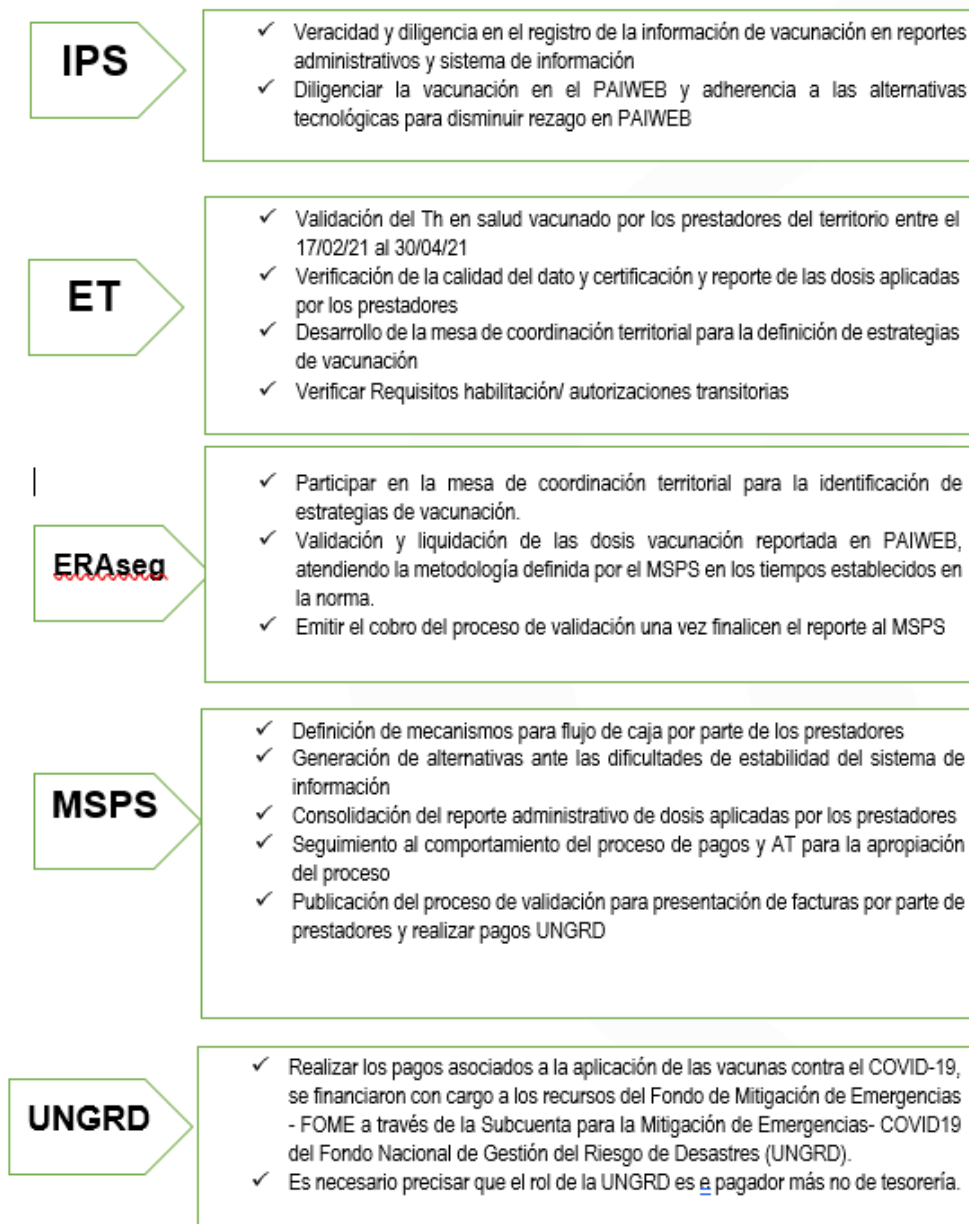 IPS
✓ Veracidad y diligencia en el registro de la información de vacunación en reportes
administrativos y sistema de información
✓ Diligenciar la vacunación en el PAIWEB y adherencia a las alternativas
tecnológicas para disminuir rezago en PAIWEB
ET
✓ Validación del Th en salud vacunado por los prestadores del territorio entre el
17/02/21 al 30/04/21
✓ Verificación de la calidad del dato y certificación y reporte de las dosis aplicadas
por los prestadores
✓ Desarrollo de la mesa de coordinación territorial para la definición de estrategias
de vacunación
✓ Verificar Requisitos habilitación/ autorizaciones transitorias
ERAseg
✓ Participar en la mesa de coordinación territorial para la identificación de
estrategias de vacunación.
✓ Validación y liquidación de las dosis vacunación reportada en PAIWEB,
atendiendo la metodología definida por el MSPS en los tiempos establecidos en
la norma.
✓ Emitir el cobro del proceso de validación una vez finalicen el reporte al MSPS
MSPS
✓ Definición de mecanismos para flujo de caja por parte de los prestadores
✓ Generación de alternativas ante las dificultades de estabilidad del sistema de
información
✓ Consolidación del reporte administrativo de dosis aplicadas por los prestadores
✓ Seguimiento al comportamiento del proceso de pagos y AT para la apropiación
del proceso
✓ Publicación del proceso de validación para presentación de facturas por parte de
prestadores y realizar pagos UNGRD
UNGRD
✓ Realizar los pagos asociados a la aplicación de las vacunas contra el COVID-19,
se financiaron con cargo a los recursos del Fondo de Mitigación de Emergencias
- FOME a través de la Subcuenta para la Mitigación de Emergencias- COVID19
del Fondo Nacional de Gestión del Riesgo de Desastres (UNGRD).
✓ Es necesario precisar que el rol de la UNGRD es e pagador más no de tesorería.